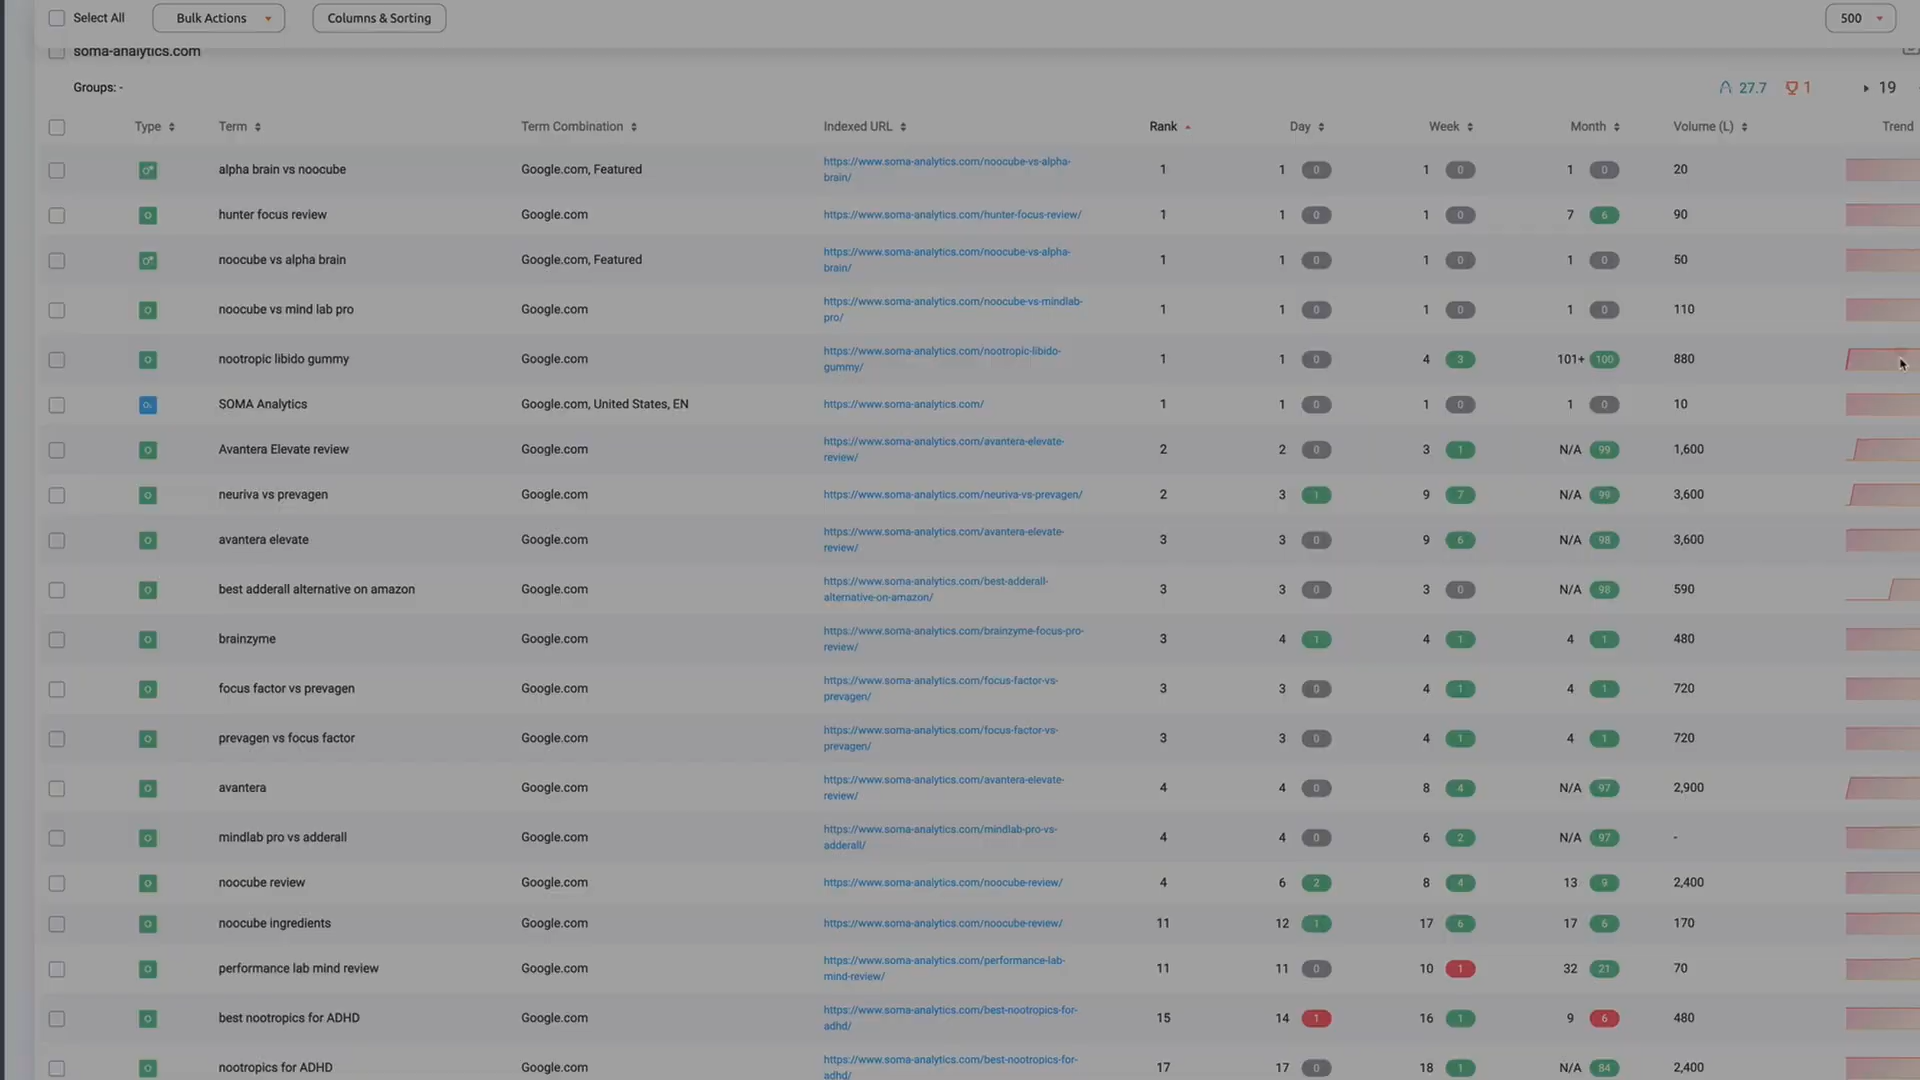 Select All Bulk Actions Columns & Sorting 500
soma-analytics.com
Groups: - 27.7 1 19
Type Term Term Combination Indexed URL Rank Day Week Month Volume (L) Trend
alpha brain vs noocube Google.com, Featured https://www.soma-analytics.com/noocube-vs-alpha- 1 1 0 1 0 1 0 20
brain/
hunter focus review Google.com https://www.soma-analytics.com/hunter-focus-review/ 1 1 0 1 0 7 6 90
noocube vs alpha brain Google.com, Featured https://www.soma-analytics.com/noocube-vs-alpha- 1 1 0 1 0 1 0 50
brain/
noocube vs mind lab pro Google.com https://www.soma-analytics.com/noocube-vs-mindlab- 1 1 0 1 0 1 0 110
pro/
nootropic libido gummy Google.com https://www.soma-analytics.com/nootropic-libido- 1 1 0 4 3 101+ 100 880
gummy/
SOMA Analytics Google.com, United States, EN https://www.soma-analytics.com/ 1 1 0 1 0 1 0 10
Avantera Elevate review Google.com https://www.soma-analytics.com/avantera-elevate- 2 2 0 3 1 N/A 99 1,600
review/
neuriva vs prevagen Google.com https://www.soma-analytics.com/neuriva-vs-prevagen/ 2 3 1 9 7 N/A 99 3,600
avantera elevate Google.com https://www.soma-analytics.com/avantera-elevate- 3 3 0 9 6 N/A 98 3,600
review/
best adderall alternative on amazon Google.com https://www.soma-analytics.com/best-adderall- 3 3 0 3 0 N/A 98 590
alternative-on-amazon/
brainzyme Google.com https://www.soma-analytics.com/brainzyme-focus-pro- 3 4 1 4 1 4 1 480
review/
focus factor vs prevagen Google.com https://www.soma-analytics.com/focus-factor-vs- 3 3 0 4 1 4 1 720
prevagen/
prevagen vs focus factor Google.com https://www.soma-analytics.com/focus-factor-vs- 3 3 0 4 1 4 1 720
prevagen/
avantera Google.com https://www.soma-analytics.com/avantera-elevate- 4 4 0 8 4 N/A 97 2,900
review/
mindlab pro vs adderall Google.com https://www.soma-analytics.com/mindlab-pro-vs- 4 4 0 6 2 N/A 97 -
adderall/
noocube review Google.com https://www.soma-analytics.com/noocube-review/ 4 6 2 8 4 13 9 2,400
noocube ingredients Google.com https://www.soma-analytics.com/noocube-review/ 11 12 1 17 6 17 6 170
performance lab mind review Google.com https://www.soma-analytics.com/performance-lab- 11 11 0 10 1 32 21 70
mind-review/
best nootropics for ADHD Google.com https://www.soma-analytics.com/best-nootropics-for- 15 14 1 16 1 9 6 480
adhd/
nootropics for ADHD Google.com https://www.soma-analytics.com/best-nootropics-for- 17 17 0 18 1 N/A 84 2,400
adhd/